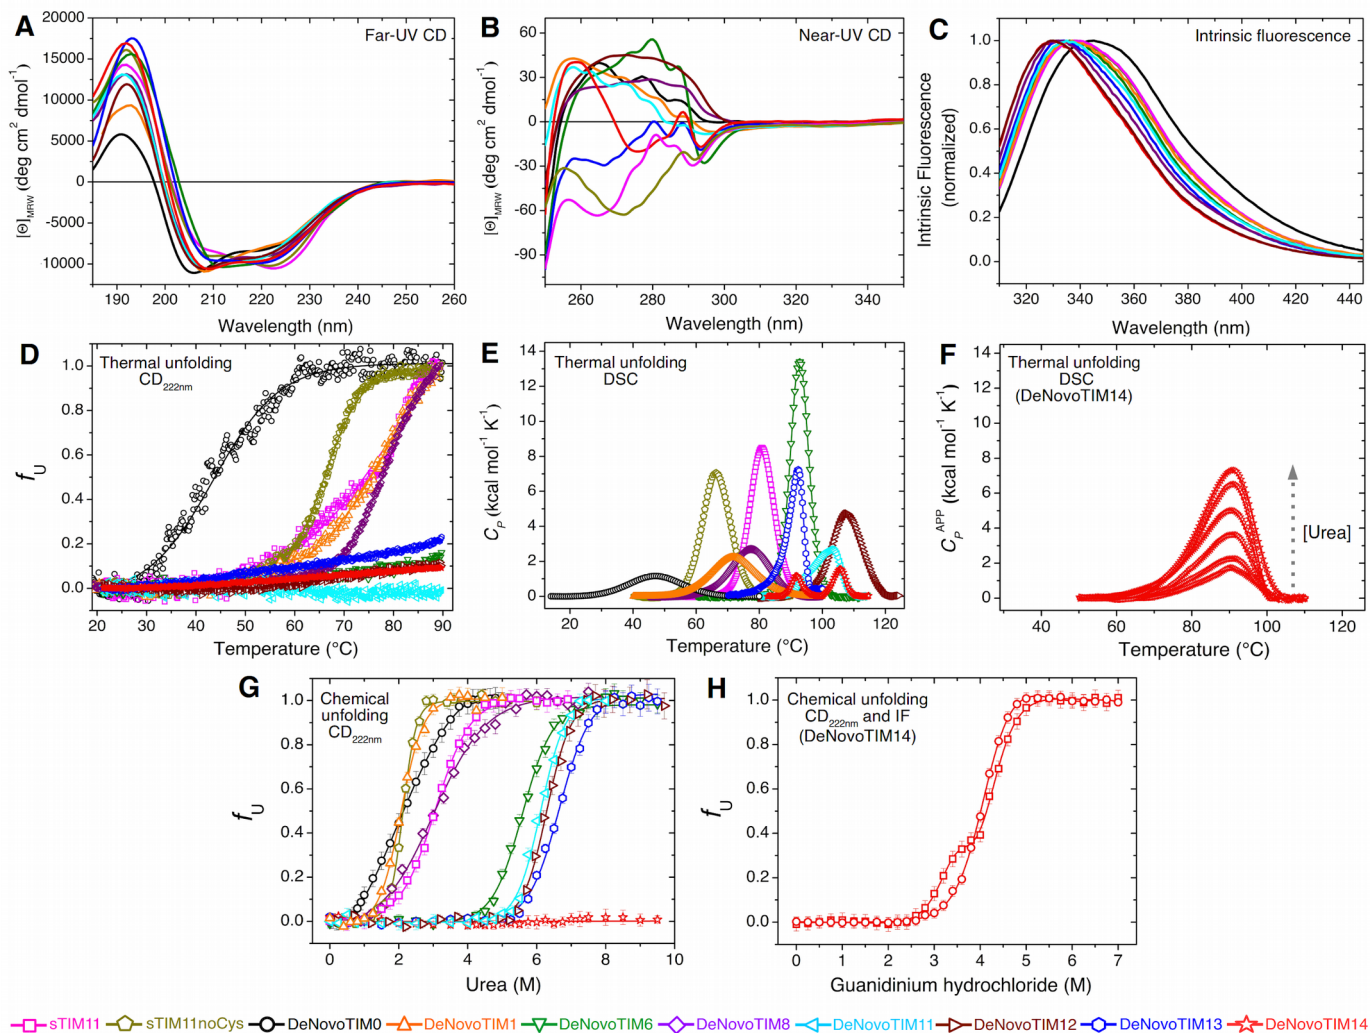 A
Far-UV CD
[Θ]MRW (deg cm2 dmol-1)
20000
15000
10000
5000
0
-5000
10000
190 200 210 220 230 240 250 260
Wavelength (nm)
B
Near-UV CD
[Θ]MRW (deg cm2 dmol-1)
60
30
0
-30
-60
-90
260 280 300 320 340
Wavelength (nm)
C
Intrinsic fluorescence
Intrinsic Fluorescence
(normalized)
1.0
0.8
0.6
0.4
0.2
0.0
320 340 360 380 400 420 440
Wavelength (nm)
D
Thermal unfolding
CD222nm
fU
1.0
0.8
0.6
0.4
0.2
0.0
20 30 40 50 60 70 80 90
Temperature (°C)
E
Thermal unfolding
DSC
CP (kcal mol-1 K-1)
14
12
10
8
6
4
2
0
20 40 60 80 100 120
Temperature (°C)
F
Thermal unfolding
DSC
(DeNovoTIM14)
CPAPP (kcal mol-1 K-1)
14
12
10
8
7
4
2
0
[Urea]
40 60 80 100 120
Temperature (°C)
G
Chemical
unfolding
CD222nm
fU
1.0
0.8
0.6
0.4
0.2
0.0
0 2 4 6 8 10
Urea (M)
H
Chemical unfolding
CD222nm and IF
(DeNovoTIM14)
fU
1.0
0.8
0.6
0.4
0.2
0.0
0 1 2 3 4 5 6 7
Guanidinium hydrochloride (M)
sTIM11 sTIM11noCys DeNovoTIM0 DeNovoTIM1 DeNovoTIM6 DeNovoTIM8 DeNovoTIM11 DeNovoTIM12 DeNovoTIM13 DeNovoTIM14